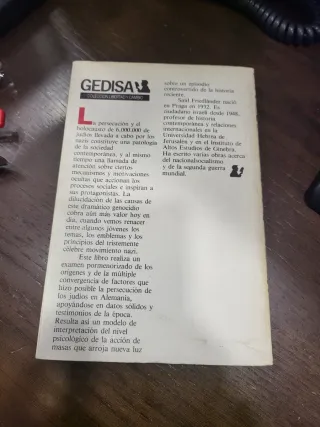 GEDISA
COLECCION LIBERTAD Y CAMBIO
La persecución y el
holocausto de 6.000.000 de
judíos llevada a cabo por los
nazis constituye una patología
de la sociedad
contemporánea, y al mismo
tiempo una llamada de
atención sobre ciertos
mecanismos y motivaciones
ocultas que accionan los
procesos sociales e inspiran a
sus protagonistas. La
dilucidación de las causas de
este dramático genocidio
cobra aún más valor hoy en
día, cuando vemos renacer
entre algunos jóvenes los
temas, los emblemas y los
principios del tristemente
célebre movimiento nazi.
Este libro realiza un
examen pormenorizado de los
orígenes y de la múltiple
convergencia de factores que
hizo posible la persecución de
los judíos en Alemania,
apoyándose en datos sólidos y
testimonios de la época.
Resulta así un modelo de
interpretación del nivel
psicológico de la acción de
masas que arroja nueva luz
sobre un episodio
controvertido de la historia
reciente.
Saúl Friedländer nació
en Praga en 1932. Es
ciudadano israelí desde 1948,
profesor de historia
contemporánea y relaciones
internacionales en la
Universidad Hebrea de
Jerusalén y en el Instituto de
Altos Estudios de Ginebra.
Ha escrito varias obras acerca
del nacionalsocialismo
y de la segunda guerra
mundial.